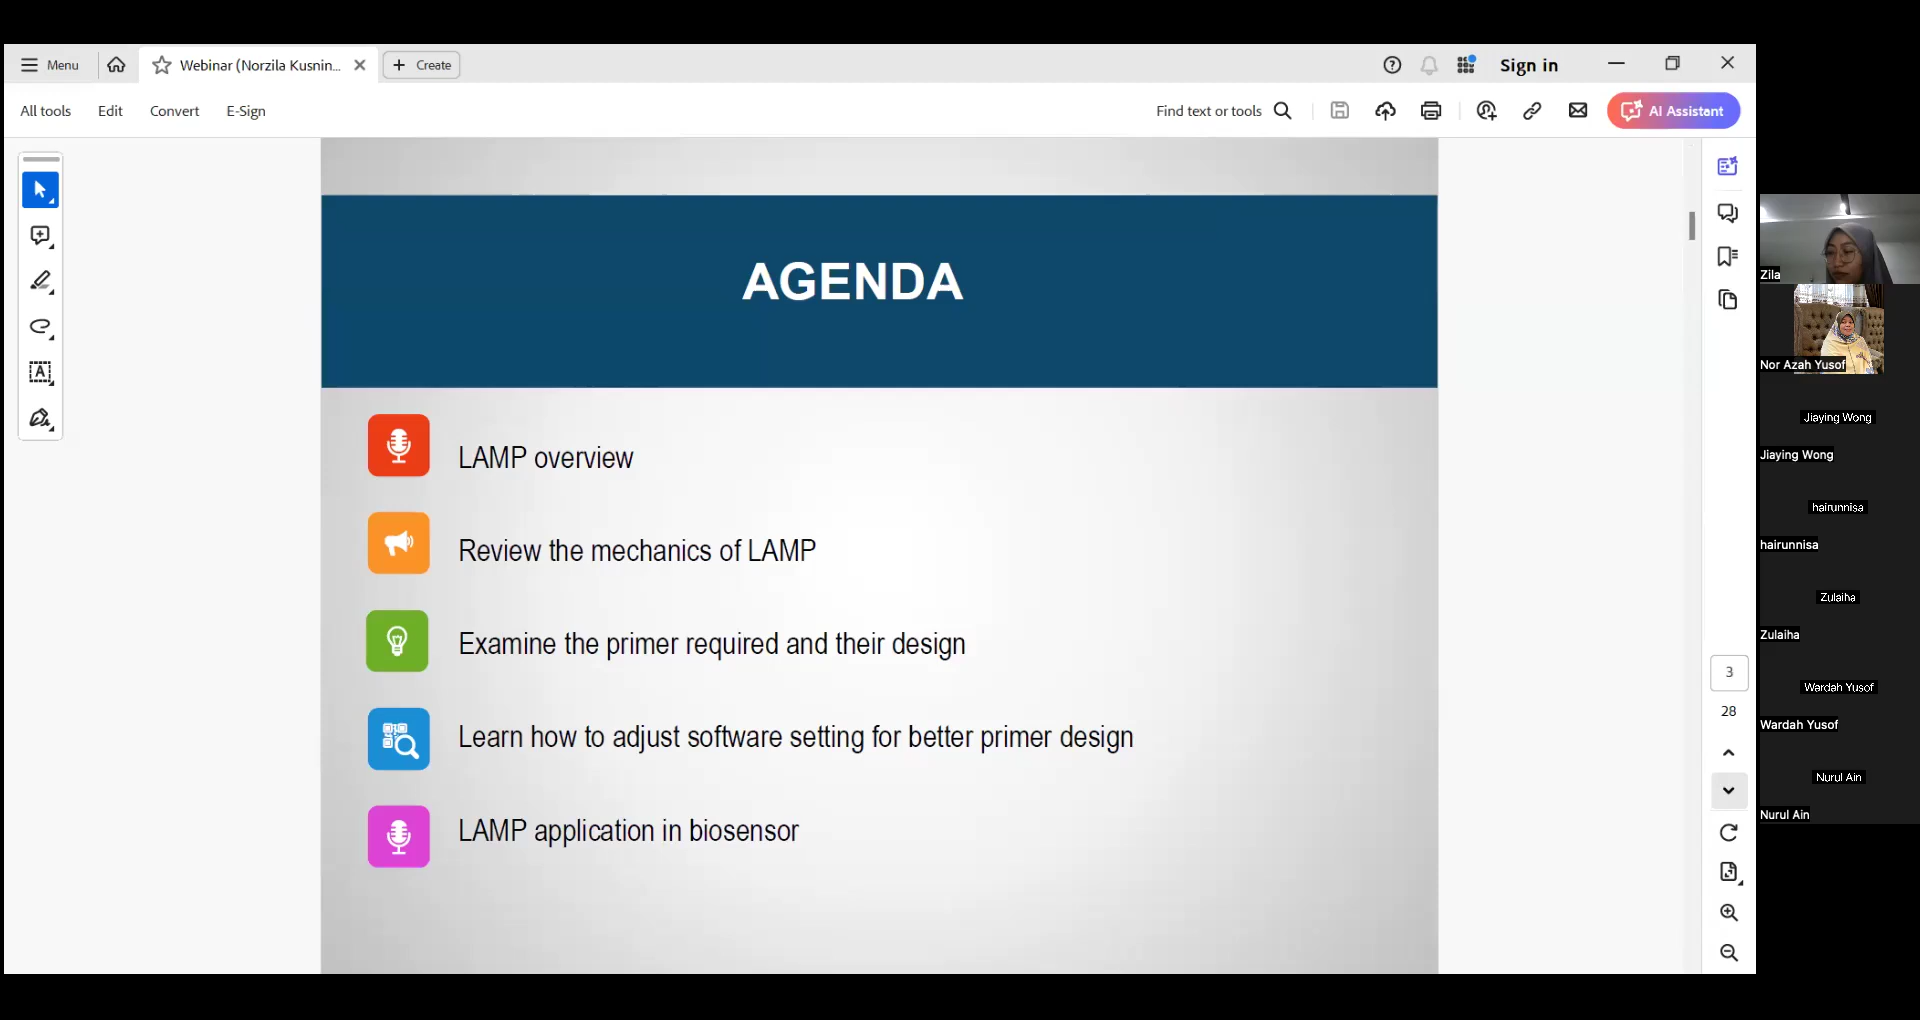 Menu
Webinar (Norzila Kusnin...
Create
Sign in
All tools
Edit
Convert
E-Sign
Find text or tools
AI Assistant
AGENDA
LAMP overview
Review the mechanics of LAMP
Examine the primer required and their design
Learn how to adjust software setting for better primer design
LAMP application in biosensor
3
28
Zila
Nor Azah Yusof
Jiaying Wong
Jiaying Wong
hairunnisa
hairunnisa
Zulaiha
Zulaiha
Wardah Yusof
Wardah Yusof
Nurul Ain
Nurul Ain